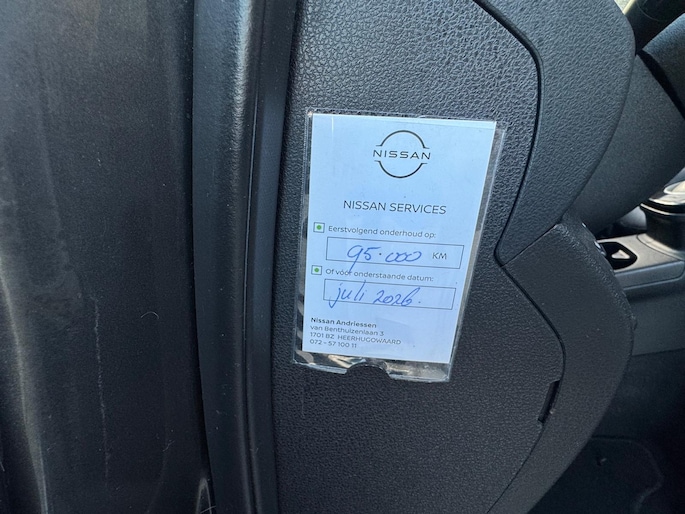 NISSAN
NISSAN SERVICES
Eerstvolgend onderhoud op:
95.000 KM
Of vóór onderstaande datum:
juli 2026.
Nissan Andriessen
van Benthuizenlaan 3
1701 BZ HEERHUGOWAARD
072 - 57 100 11